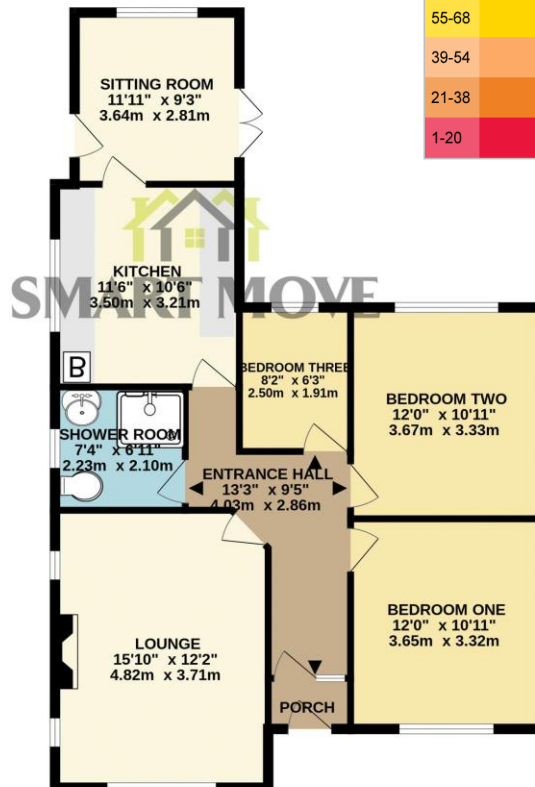 55-68
39-54
21-38
1-20
SITTING ROOM
11'11" x 9'3"
3.64m x 2.81m
KITCHEN
11'6" x 10'6"
3.50m x 3.21m
SMART MOVE
B
BEDROOM THREE
8'2" x 6'3"
2.50m x 1.91m
BEDROOM TWO
12'0" x 10'11"
3.67m x 3.33m
SHOWER ROOM
7'4" x 6'11"
2.23m x 2.10m
ENTRANCE HALL
13'3" x 9'5"
4.03m x 2.86m
BEDROOM ONE
12'0" x 10'11"
3.65m x 3.32m
LOUNGE
15'10" x 12'2"
4.82m x 3.71m
PORCH